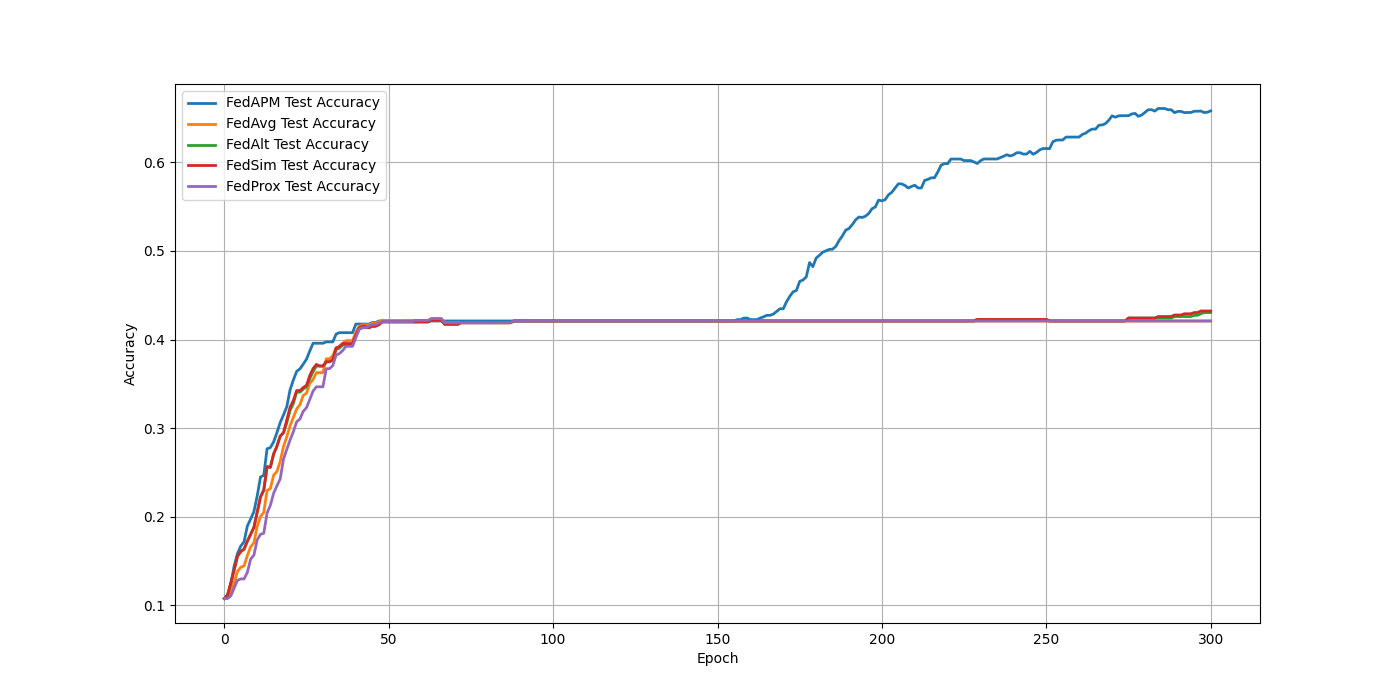 FedAPM Test Accuracy
FedAvg Test Accuracy
FedAlt Test Accuracy
FedSim Test Accuracy
FedProx Test Accuracy
0.6
0.5
0.4
0.3
0.2
0.1
Accuracy
0 50 100 150 200 250 300
Epoch